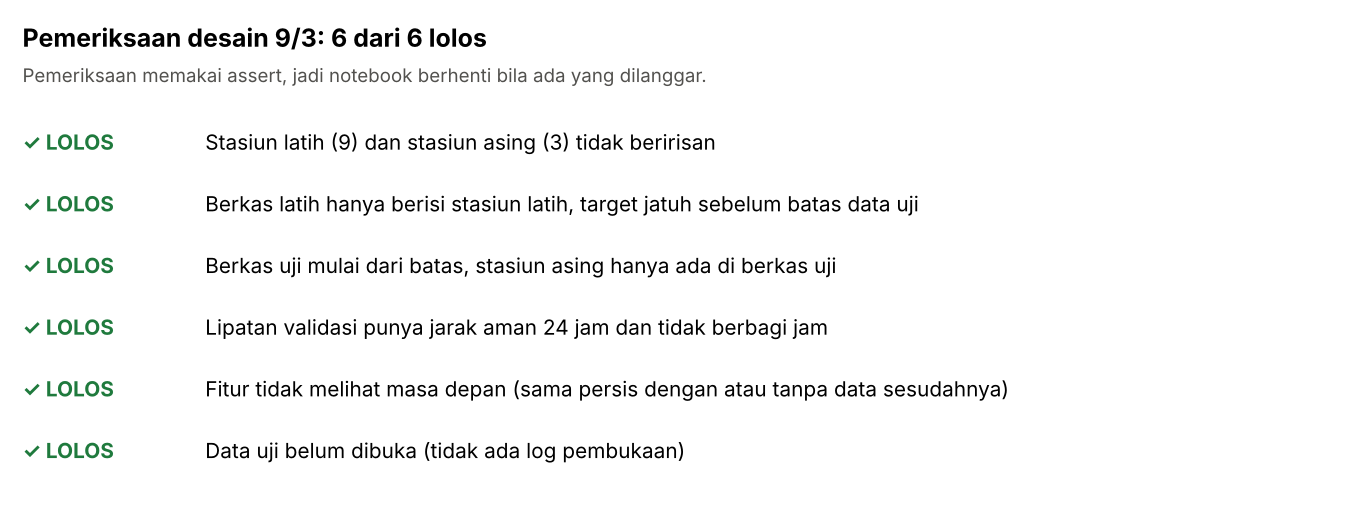 Pemeriksaan desain 9/3: 6 dari 6 lolos
Pemeriksaan memakai assert, jadi notebook berhenti bila ada yang dilanggar.
✓ LOLOS Stasiun latih (9) dan stasiun asing (3) tidak beririsan
✓ LOLOS Berkas latih hanya berisi stasiun latih, target jatuh sebelum batas data uji
✓ LOLOS Berkas uji mulai dari batas, stasiun asing hanya ada di berkas uji
✓ LOLOS Lipatan validasi punya jarak aman 24 jam dan tidak berbagi jam
✓ LOLOS Fitur tidak melihat masa depan (sama persis dengan atau tanpa data sesudahnya)
✓ LOLOS Data uji belum dibuka (tidak ada log pembukaan)